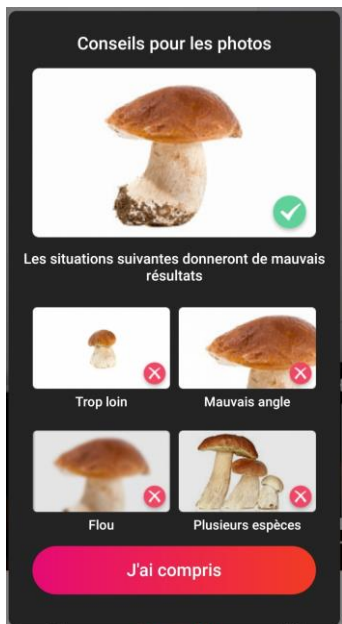 Conseils pour les photos
Les situations suivantes donneront de mauvais
résultats
Trop loin
Mauvais angle
Flou
Plusieurs espèces
J'ai compris